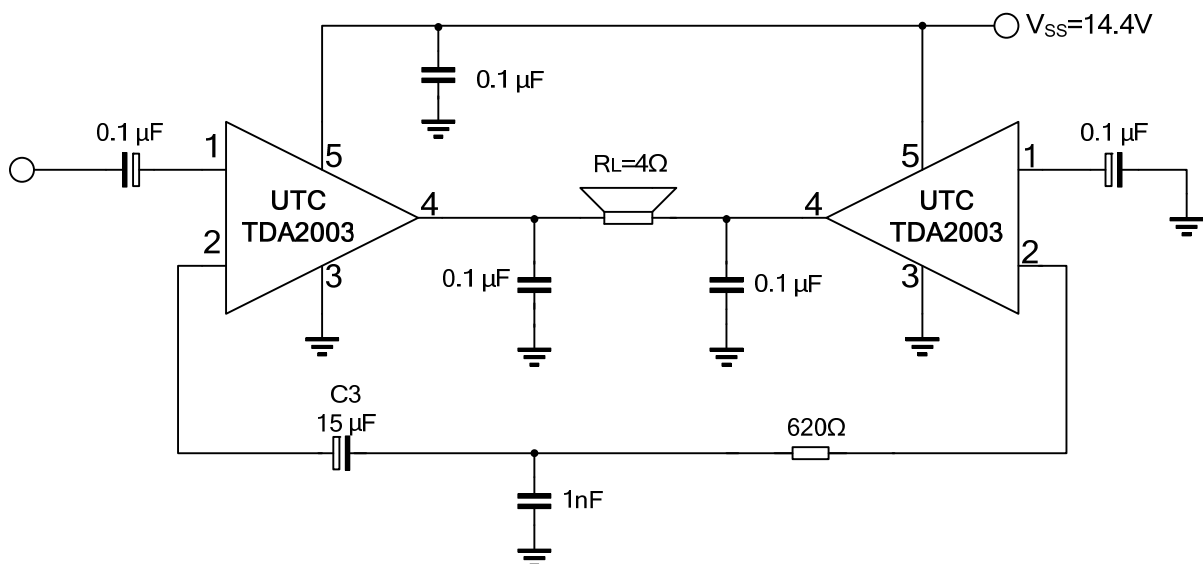 VSS=14.4V
0.1 µF
0.1 µF
1
5
UTC
TDA2003
2
3
4
RL=4Ω
0.1 µF
0.1 µF
4
5
UTC
TDA2003
3
1
2
0.1 µF
C3
15 µF
620Ω
1nF